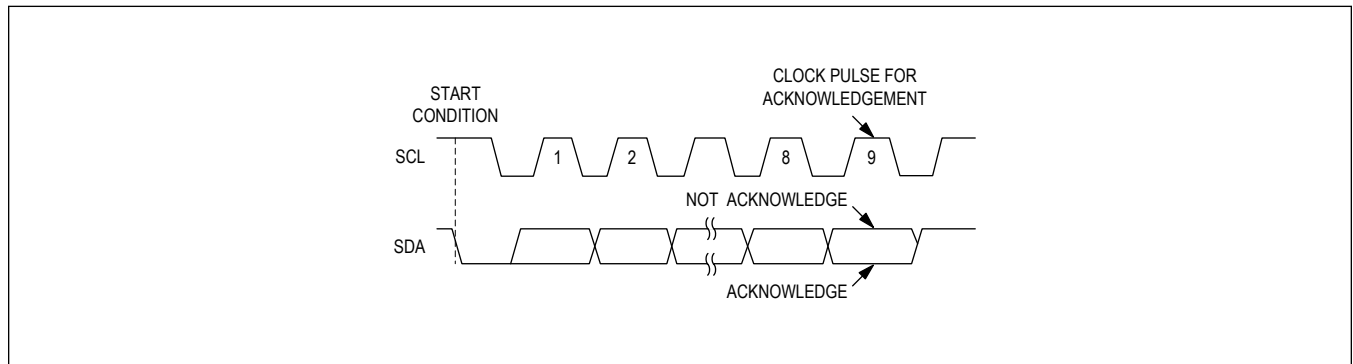 CLOCK PULSE FOR
ACKNOWLEDGEMENT
START
CONDITION
SCL
1 2 8 9
NOT ACKNOWLEDGE
SDA
ACKNOWLEDGE